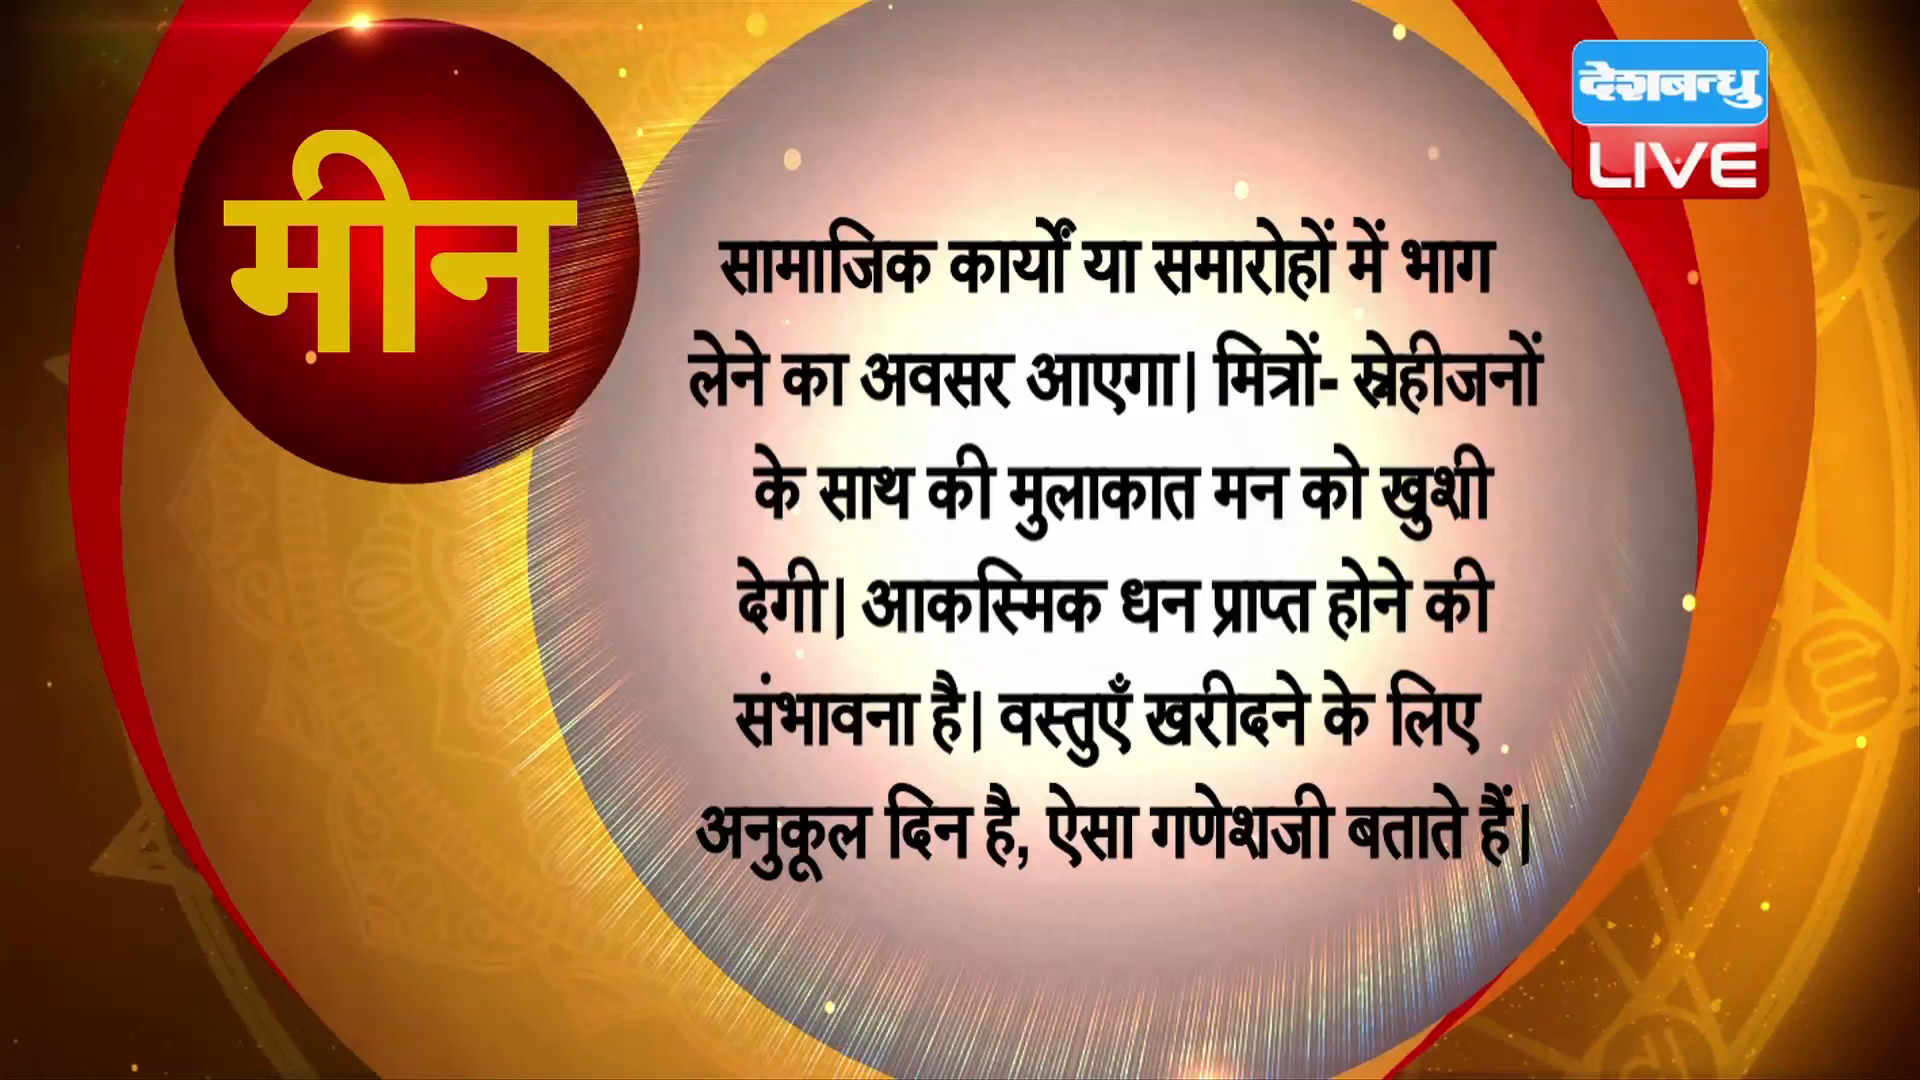 मीन
देशबन्धु
LIVE
सामाजिक कार्यों या समारोहों में भाग
लेने का अवसर आएगा। मित्रों- स्नेहीजनों
के साथ की मुलाकात मन को खुशी
देगी। आकस्मिक धन प्राप्त होने की
संभावना है। वस्तुएँ खरीदने के लिए
अनुकूल दिन है, ऐसा गणेशजी बताते हैं।